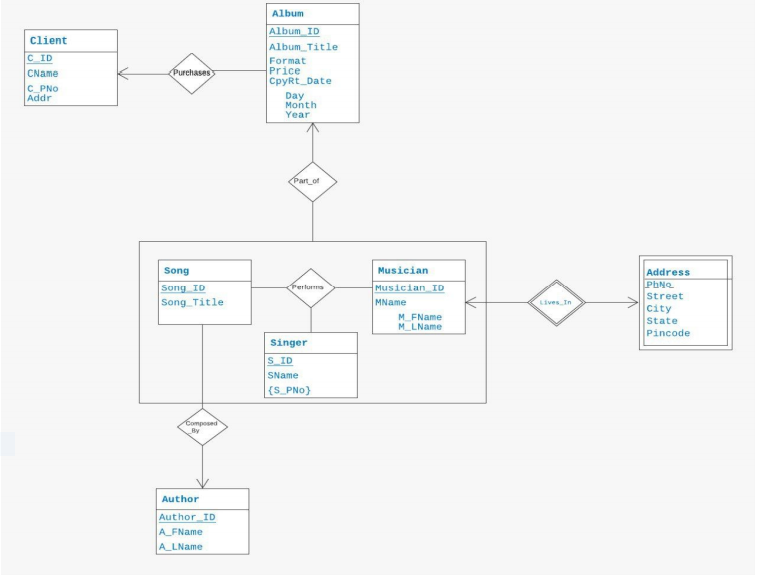 Album
Album_ID
Album_Title
Format
Price
CpyRt_Date
Day
Month
Year
Client
C_ID
CName
C_PNo
Addr
Purchases
Part_of
Song
Song_ID
Song_Title
Performs
Musician
Musician_ID
MName
M_FName
M_LName
Singer
S_ID
SName
{S_PNo}
Lives_In
Address
PbNo
Street
City
State
Pincode
Composed
_By
Author
Author_ID
A_FName
A_LName